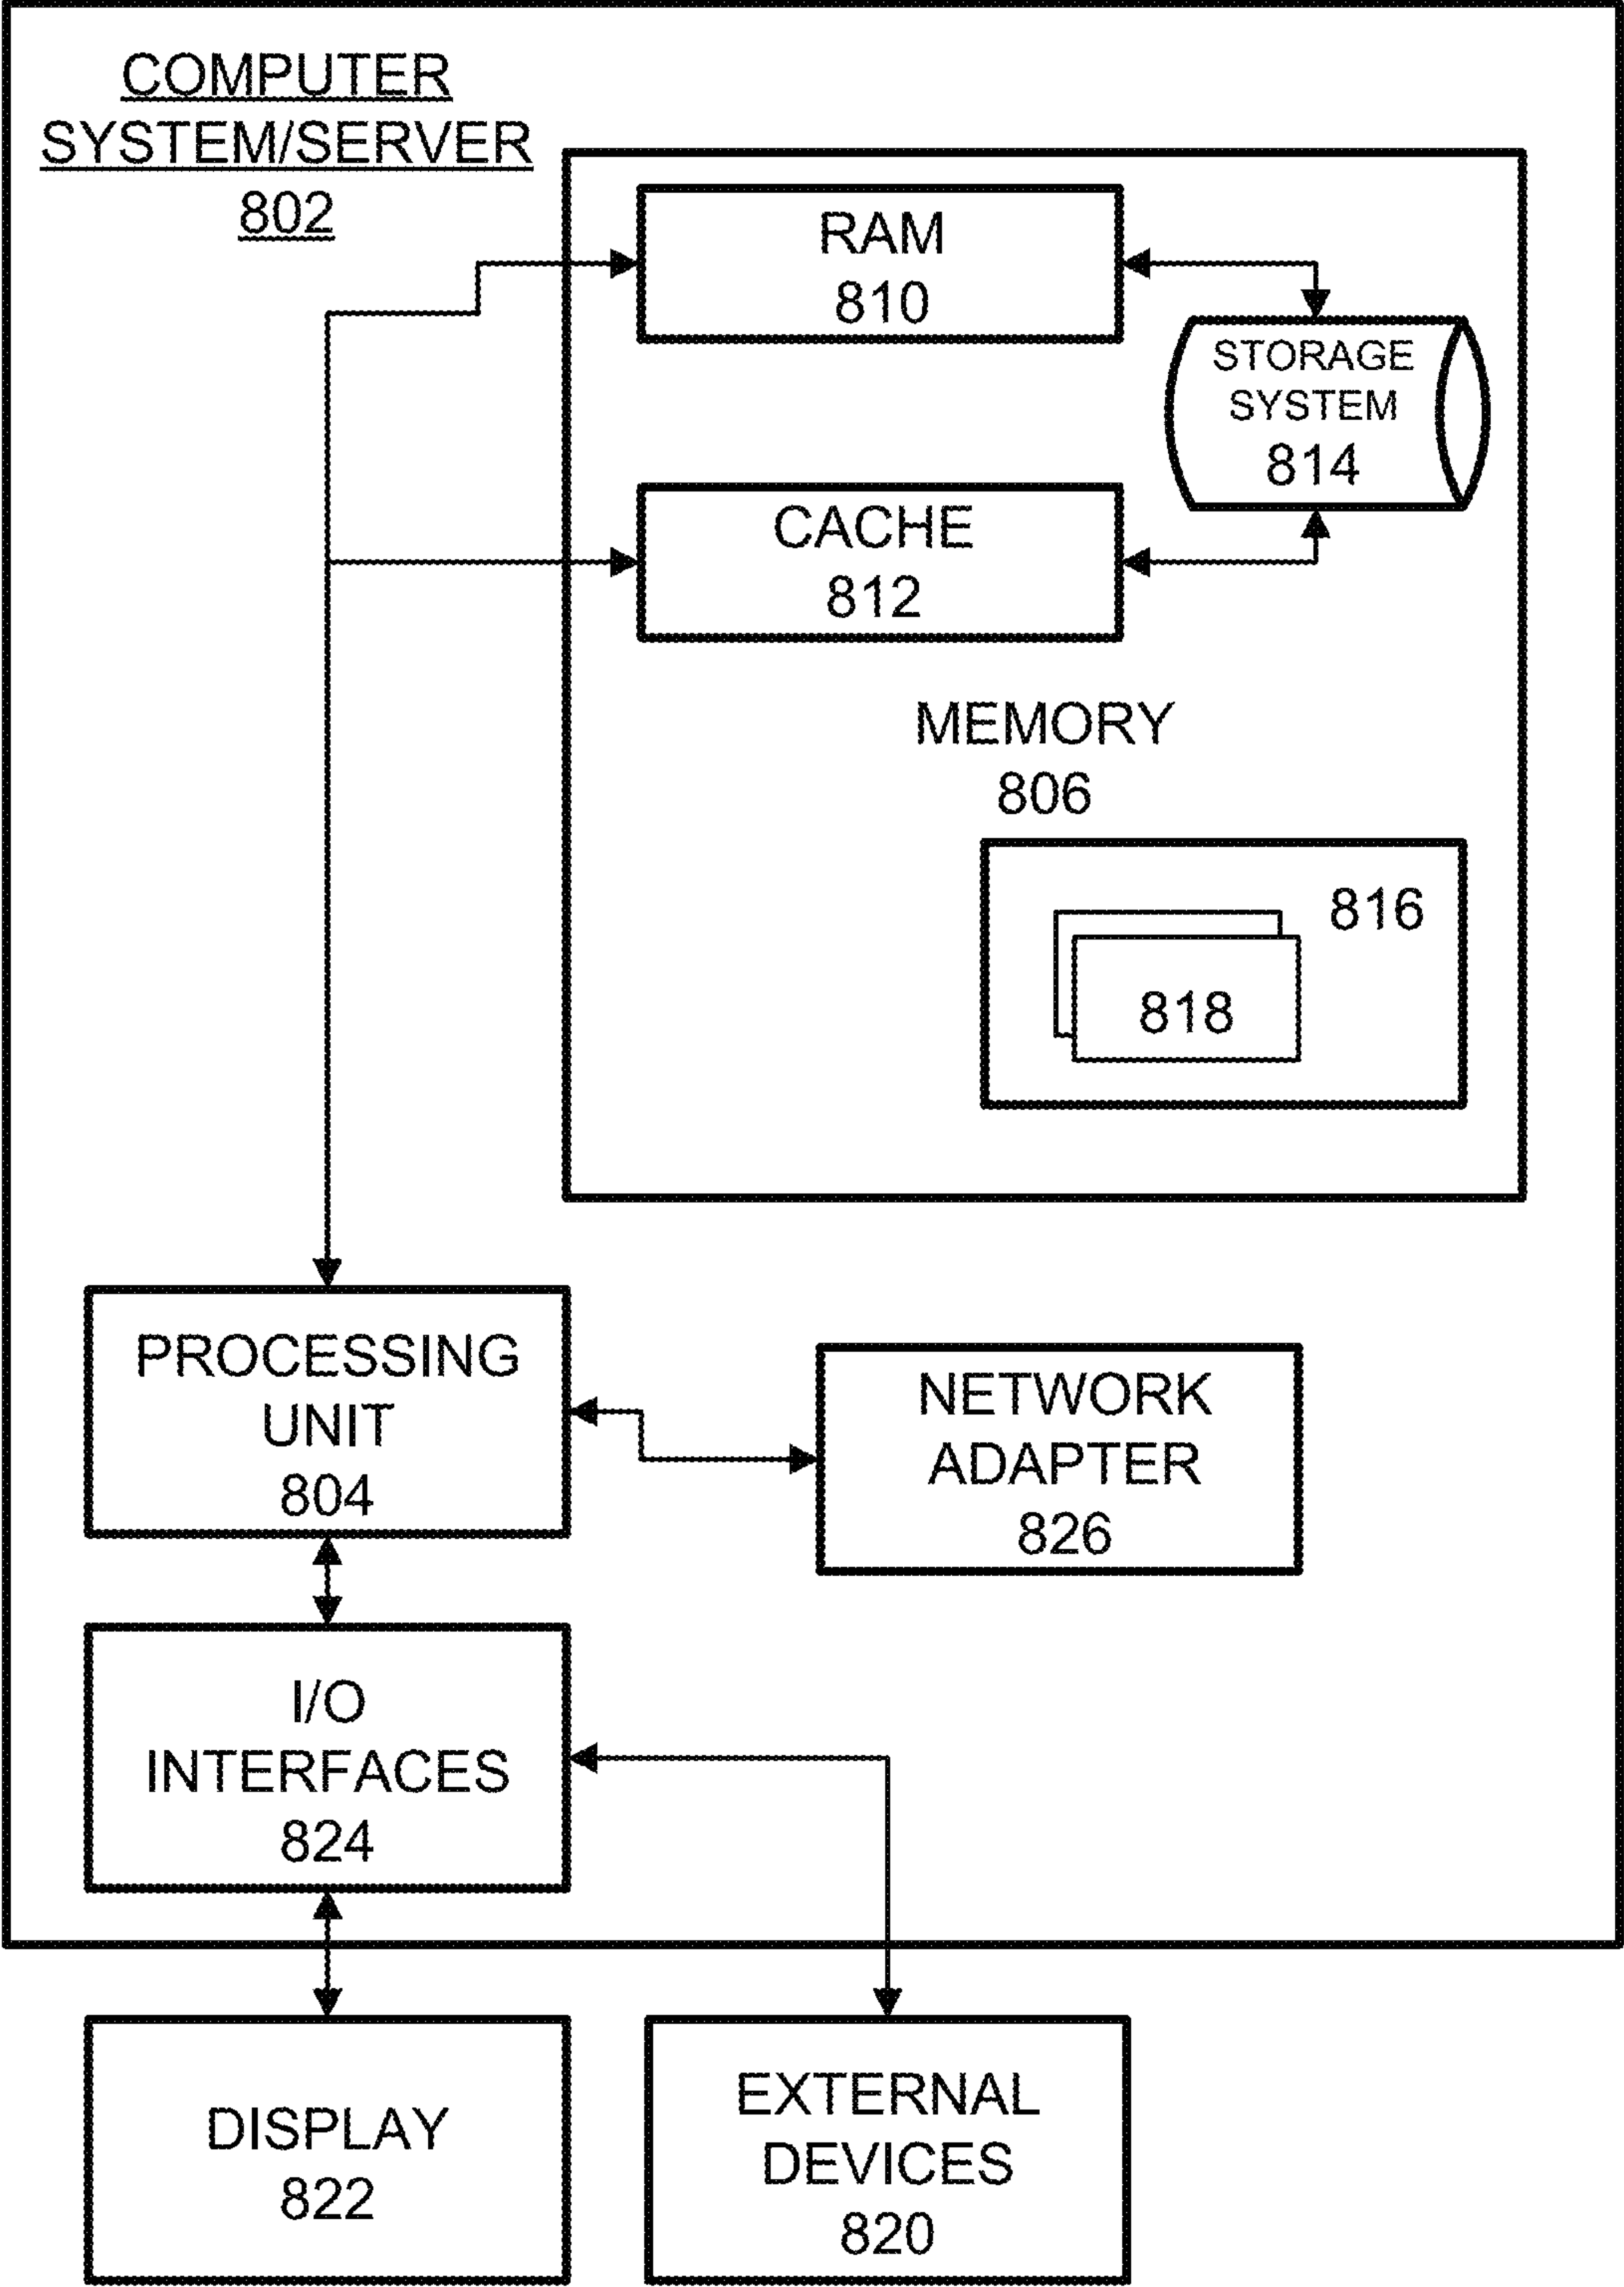 COMPUTER
SYSTEM/SERVER
802
RAM
810
STORAGE
SYSTEM
814
CACHE
812
MEMORY
806
816
818
PROCESSING
UNIT
804
NETWORK
ADAPTER
826
I/O
INTERFACES
824
DISPLAY
822
EXTERNAL
DEVICES
820